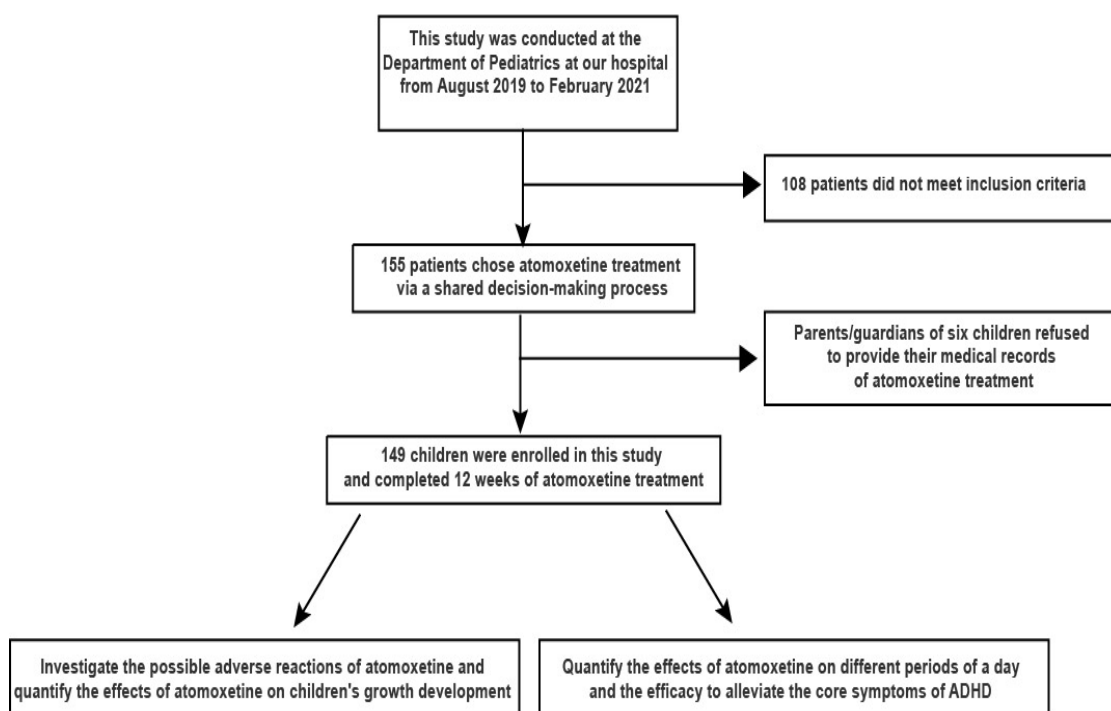 This study was conducted at the
Department of Pediatrics at our hospital
from August 2019 to February 2021
108 patients did not meet inclusion criteria
155 patients chose atomoxetine treatment
via a shared decision-making process
Parents/guardians of six children refused
to provide their medical records
of atomoxetine treatment
149 children were enrolled in this study
and completed 12 weeks of atomoxetine treatment
Investigate the possible adverse reactions of atomoxetine and
quantify the effects of atomoxetine on children's growth development
Quantify the effects of atomoxetine on different periods of a day
and the efficacy to alleviate the core symptoms of ADHD